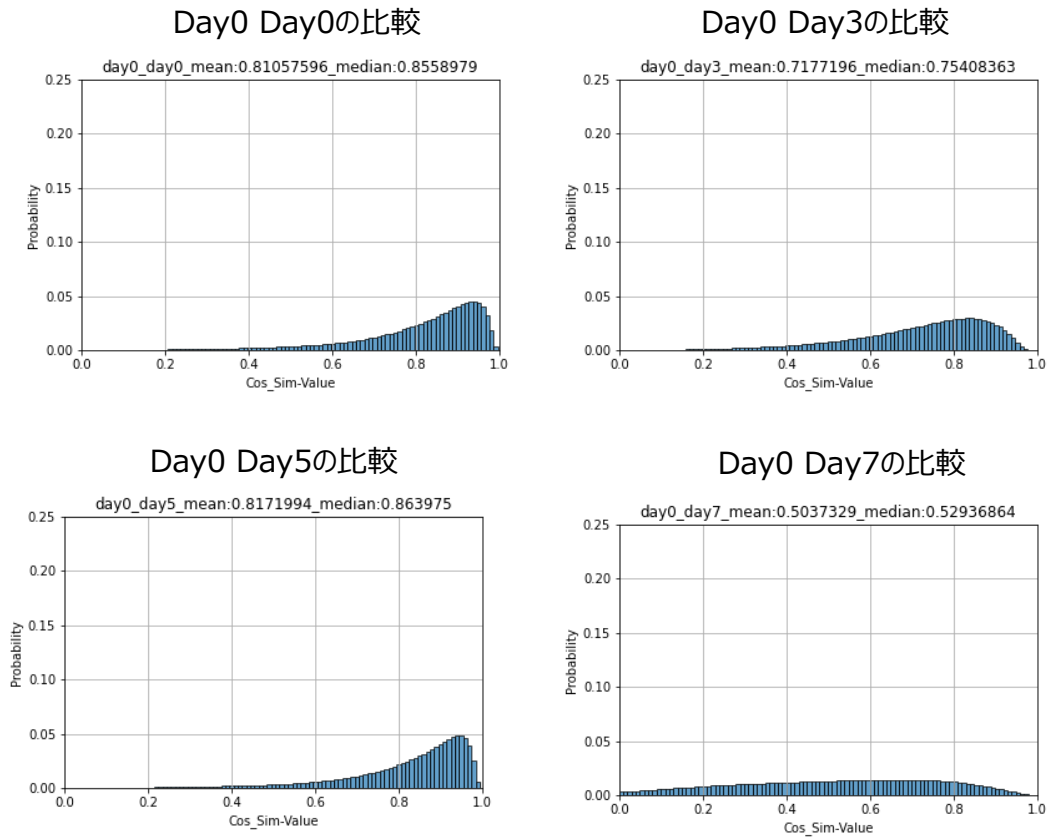 Day0 Day0の比較
day0_day0_mean:0.81057596_median:0.8558979
0.25
0.20
0.15
0.10
0.05
0.00
Probability
0.0 0.2 0.4 0.6 0.8 1.0
Cos_Sim-Value
Day0 Day3の比較
day0_day3_mean:0.7177196_median:0.75408363
0.25
0.20
0.15
0.10
0.05
0.00
Probability
0.0 0.2 0.4 0.6 0.8 1.0
Cos_Sim-Value
Day0 Day5の比較
day0_day5_mean:0.8171994_median:0.863975
0.25
0.20
0.15
0.10
0.05
0.00
Probability
0.0 0.2 0.4 0.6 0.8 1.0
Cos_Sim-Value
Day0 Day7の比較
day0_day7_mean:0.5037329_median:0.52936864
0.25
0.20
0.15
0.10
0.05
0.00
Probability
0.0 0.2 0.4 0.6 0.8 1.0
Cos_Sim-Value